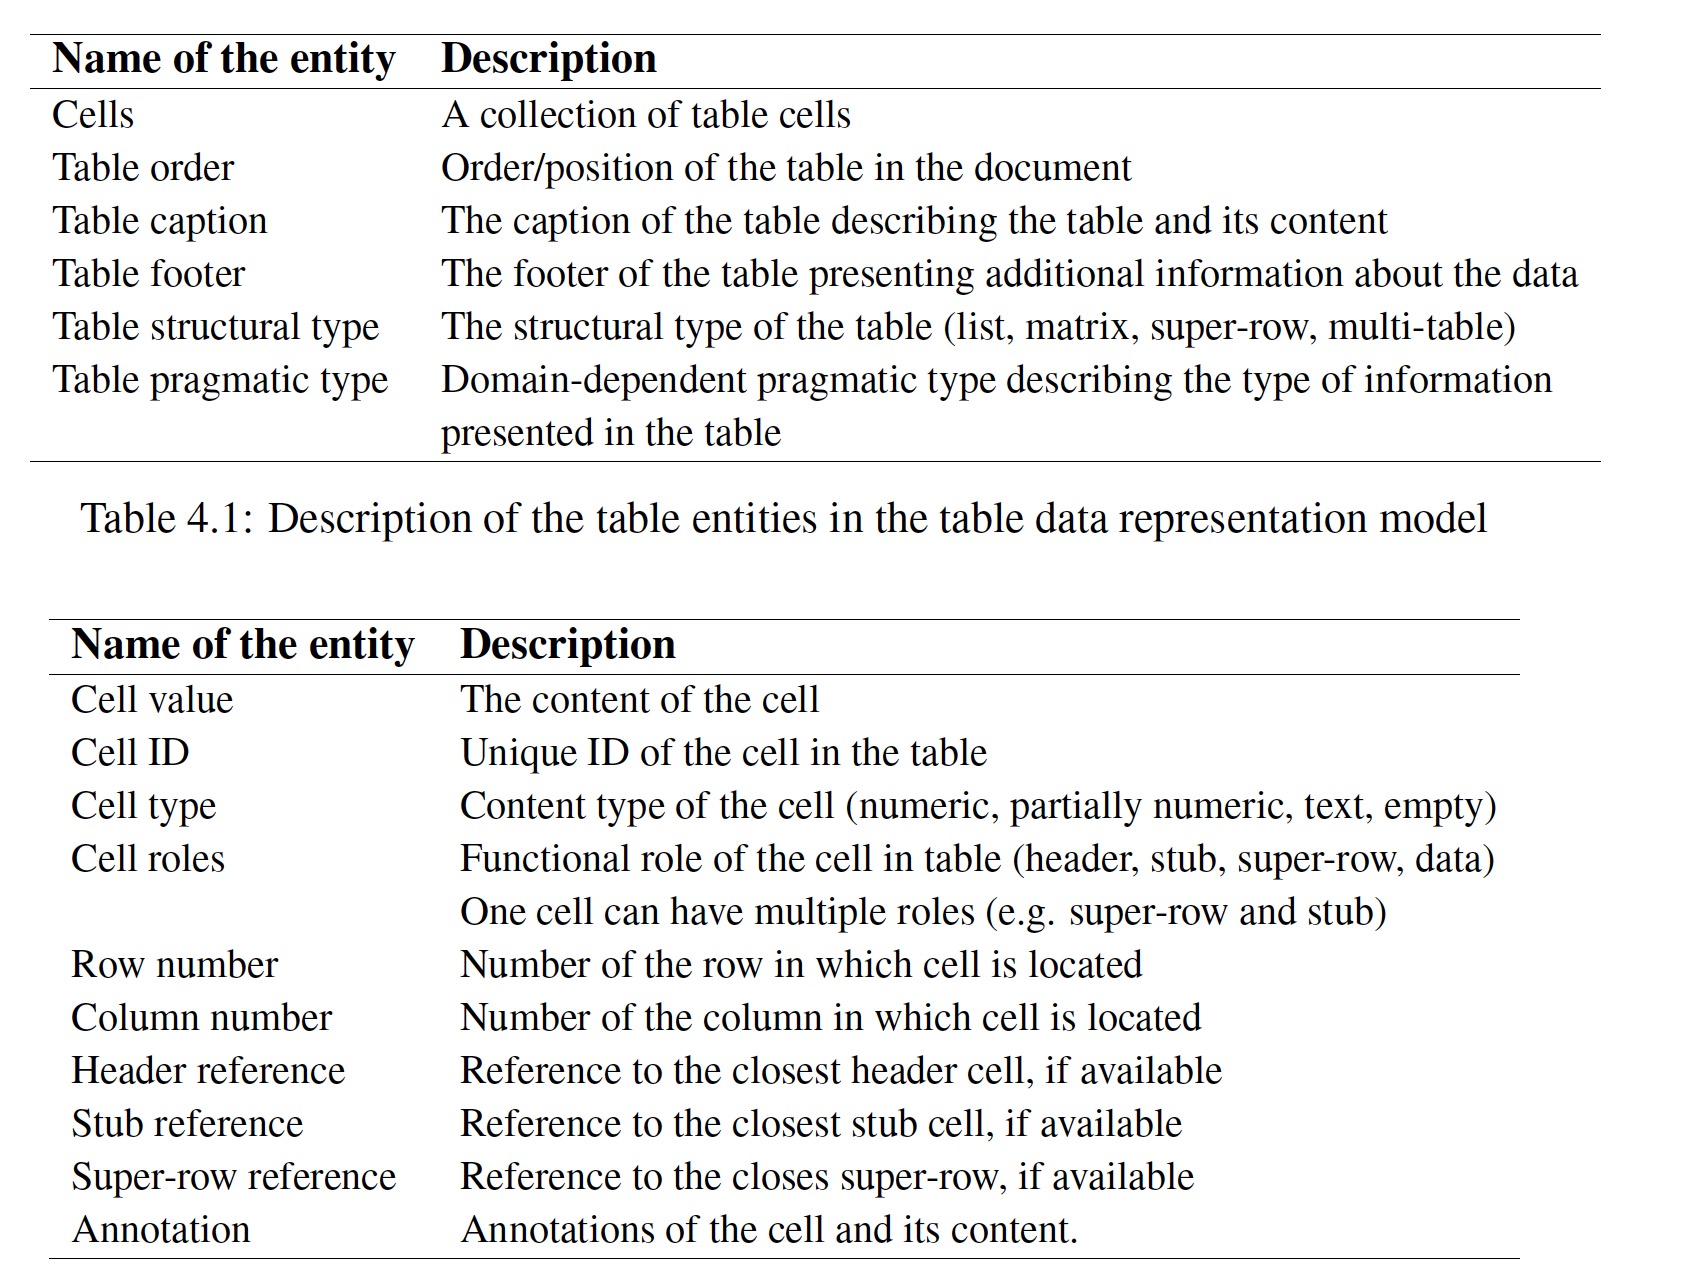 Name of the entity Description
Cells A collection of table cells
Table order Order/position of the table in the document
Table caption The caption of the table describing the table and its content
Table footer The footer of the table presenting additional information about the data
Table structural type The structural type of the table (list, matrix, super-row, multi-table)
Table pragmatic type Domain-dependent pragmatic type describing the type of information
presented in the table
Table 4.1: Description of the table entities in the table data representation model
Name of the entity Description
Cell value The content of the cell
Cell ID Unique ID of the cell in the table
Cell type Content type of the cell (numeric, partially numeric, text, empty)
Cell roles Functional role of the cell in table (header, stub, super-row, data)
One cell can have multiple roles (e.g. super-row and stub)
Row number Number of the row in which cell is located
Column number Number of the column in which cell is located
Header reference Reference to the closest header cell, if available
Stub reference Reference to the closest stub cell, if available
Super-row reference Reference to the closes super-row, if available
Annotation Annotations of the cell and its content.